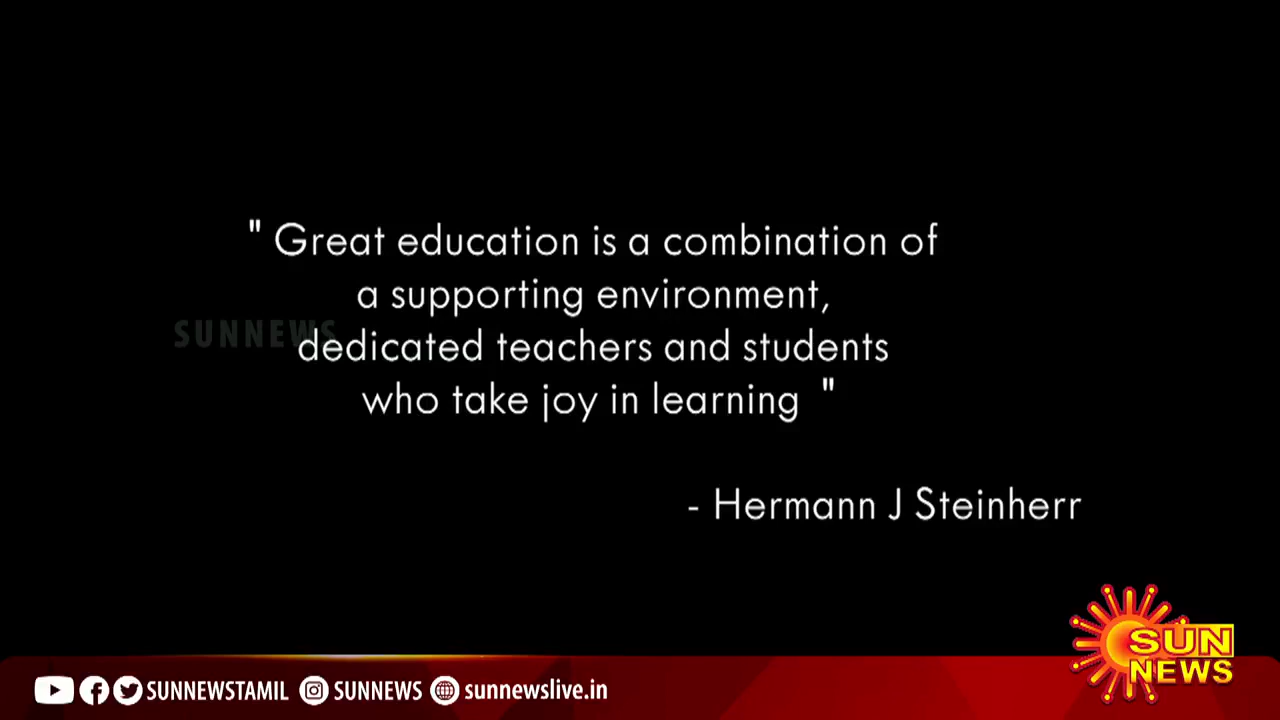 " Great education is a combination of
a supporting environment,
SUNNEWS
dedicated teachers and students
who take joy in learning "
- Hermann J Steinherr
SUN
NEWS
SUNNEWSTAMIL SUNNEWS sunnewslive.in